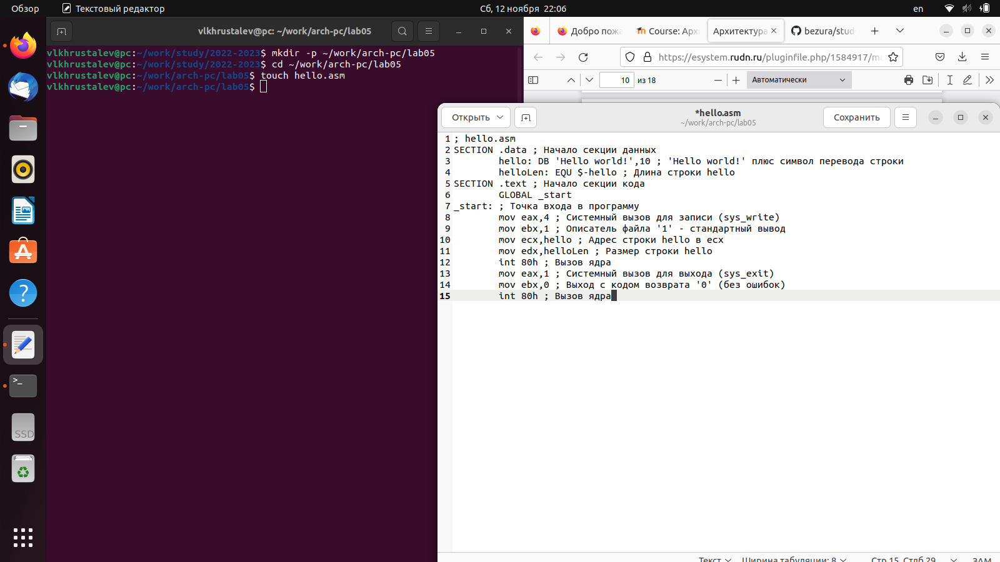 Обзор
Текстовый редактор
Сб, 12 ноября 22:06
en
vlkhrustalev@pc: ~/work/arch-pc/lab05
vlkhrustalev@pc:~/work/study/2022-2023$ mkdir -p ~/work/arch-pc/lab05
vlkhrustalev@pc:~/work/study/2022-2023$ cd ~/work/arch-pc/lab05
vlkhrustalev@pc:~/work/arch-pc/lab05$ touch hello.asm
vlkhrustalev@pc:~/work/arch-pc/lab05$
Добро пожа
Course: Арх
Архитектура
bezura/stud
https://esystem.rudn.ru/pluginfile.php/1584917/mo
10 из 18
Автоматически
Открыть
*hello.asm
~/work/arch-pc/lab05
Сохранить
1 ; hello.asm
2 SECTION .data ; Начало секции данных
3 hello: DB 'Hello world!',10 ; 'Hello world!' плюс символ перевода строки
4 helloLen: EQU $-hello ; Длина строки hello
5 SECTION .text ; Начало секции кода
6 GLOBAL _start
7 _start: ; Точка входа в программу
8 mov eax,4 ; Системный вызов для записи (sys_write)
9 mov ebx,1 ; Описатель файла '1' - стандартный вывод
10 mov ecx,hello ; Адрес строки hello в ecx
11 mov edx,helloLen ; Размер строки hello
12 int 80h ; Вызов ядра
13 mov eax,1 ; Системный вызов для выхода (sys_exit)
14 mov ebx,0 ; Выход с кодом возврата '0' (без ошибок)
15 int 80h ; Вызов ядра
Текст
Ширина табуляции: 8
Стр 15, Стлб 29
ЗАМ
>_
SSD